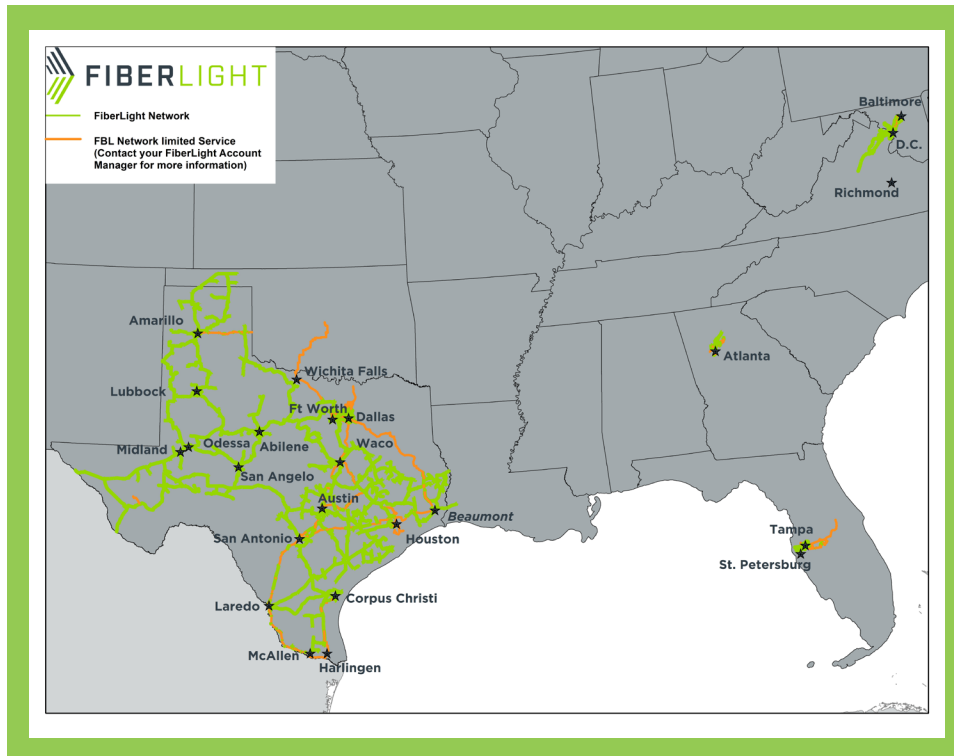 FIBERLIGHT
FiberLight Network
FBL Network limited Service
(Contact your FiberLight Account
Manager for more information)
Baltimore
D.C.
Richmond
Amarillo
Atlanta
Wichita Falls
Lubbock
Ft Worth
Dallas
Midland
Odessa
Abilene
Waco
San Angelo
Austin
Beaumont
San Antonio
Houston
Tampa
St. Petersburg
Laredo
Corpus Christi
McAllen
Harlingen